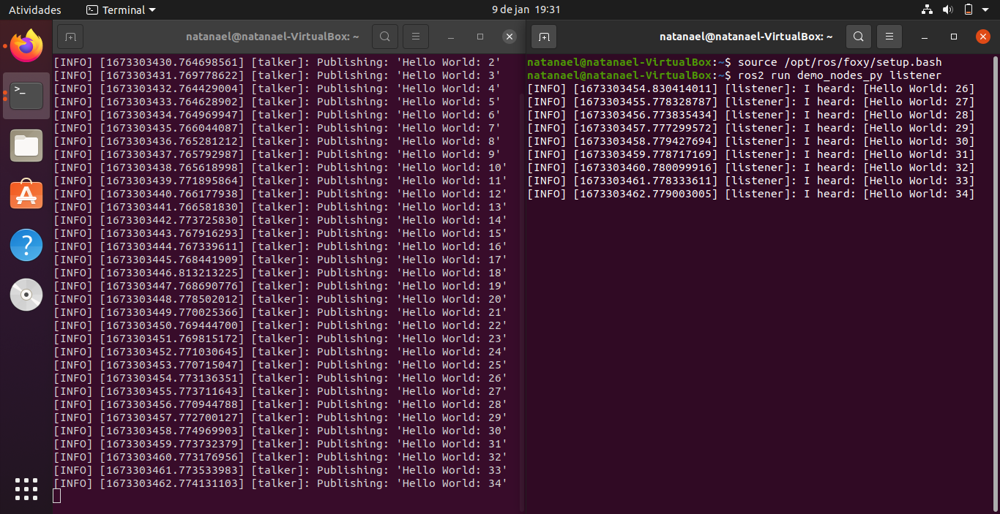 Atividades
Terminal
9 de jan 19:31
natanael@natanael-VirtualBox: ~
[INFO] [1673303430.764698561] [talker]: Publishing: 'Hello World: 2'
[INFO] [1673303431.769778622] [talker]: Publishing: 'Hello World: 3'
[INFO] [1673303432.764429004] [talker]: Publishing: 'Hello World: 4'
[INFO] [1673303433.764628902] [talker]: Publishing: 'Hello World: 5'
[INFO] [1673303434.764969947] [talker]: Publishing: 'Hello World: 6'
[INFO] [1673303435.766044087] [talker]: Publishing: 'Hello World: 7'
[INFO] [1673303436.765281212] [talker]: Publishing: 'Hello World: 8'
[INFO] [1673303437.765792987] [talker]: Publishing: 'Hello World: 9'
[INFO] [1673303438.765618998] [talker]: Publishing: 'Hello World: 10'
[INFO] [1673303439.771895864] [talker]: Publishing: 'Hello World: 11'
[INFO] [1673303440.766177938] [talker]: Publishing: 'Hello World: 12'
[INFO] [1673303441.766581830] [talker]: Publishing: 'Hello World: 13'
[INFO] [1673303442.773725830] [talker]: Publishing: 'Hello World: 14'
[INFO] [1673303443.767916293] [talker]: Publishing: 'Hello World: 15'
[INFO] [1673303444.767339611] [talker]: Publishing: 'Hello World: 16'
[INFO] [1673303445.768441909] [talker]: Publishing: 'Hello World: 17'
[INFO] [1673303446.813213225] [talker]: Publishing: 'Hello World: 18'
[INFO] [1673303447.768690776] [talker]: Publishing: 'Hello World: 19'
[INFO] [1673303448.778502012] [talker]: Publishing: 'Hello World: 20'
[INFO] [1673303449.770025366] [talker]: Publishing: 'Hello World: 21'
[INFO] [1673303450.769444700] [talker]: Publishing: 'Hello World: 22'
[INFO] [1673303451.769815172] [talker]: Publishing: 'Hello World: 23'
[INFO] [1673303452.771030645] [talker]: Publishing: 'Hello World: 24'
[INFO] [1673303453.770715047] [talker]: Publishing: 'Hello World: 25'
[INFO] [1673303454.773136351] [talker]: Publishing: 'Hello World: 26'
[INFO] [1673303455.773711643] [talker]: Publishing: 'Hello World: 27'
[INFO] [1673303456.770944788] [talker]: Publishing: 'Hello World: 28'
[INFO] [1673303457.772700127] [talker]: Publishing: 'Hello World: 29'
[INFO] [1673303458.774969903] [talker]: Publishing: 'Hello World: 30'
[INFO] [1673303459.773732379] [talker]: Publishing: 'Hello World: 31'
[INFO] [1673303460.773176956] [talker]: Publishing: 'Hello World: 32'
[INFO] [1673303461.773533983] [talker]: Publishing: 'Hello World: 33'
[INFO] [1673303462.774131103] [talker]: Publishing: 'Hello World: 34'
natanael@natanael-VirtualBox: ~
natanael@natanael-VirtualBox:~$ source /opt/ros/foxy/setup.bash
natanael@natanael-VirtualBox:~$ ros2 run demo_nodes_py listener
[INFO] [1673303454.830414011] [listener]: I heard: [Hello World: 26]
[INFO] [1673303455.778328787] [listener]: I heard: [Hello World: 27]
[INFO] [1673303456.773835434] [listener]: I heard: [Hello World: 28]
[INFO] [1673303457.777299572] [listener]: I heard: [Hello World: 29]
[INFO] [1673303458.779427694] [listener]: I heard: [Hello World: 30]
[INFO] [1673303459.778717169] [listener]: I heard: [Hello World: 31]
[INFO] [1673303460.780099916] [listener]: I heard: [Hello World: 32]
[INFO] [1673303461.778333611] [listener]: I heard: [Hello World: 33]
[INFO] [1673303462.779003005] [listener]: I heard: [Hello World: 34]